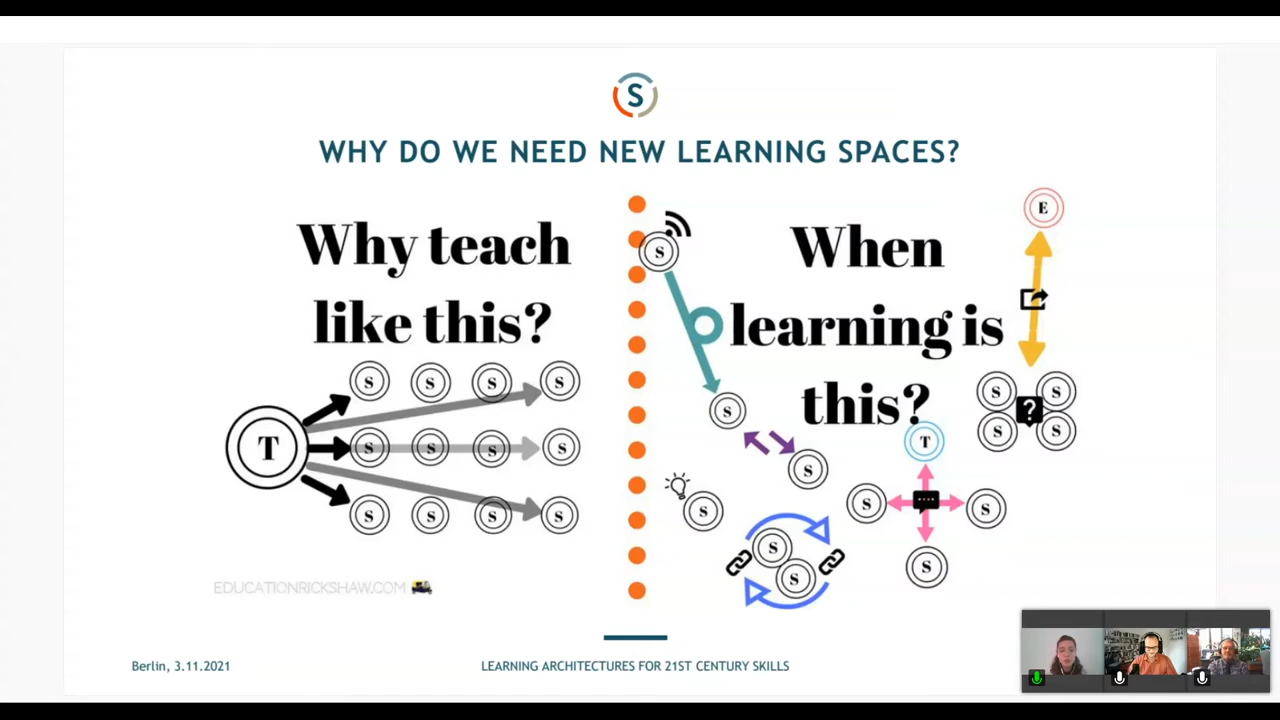 S
WHY DO WE NEED NEW LEARNING SPACES?
Why teach
like this?
T
S S S S
S S S S
S S S S
EDUCATIONRICKSHAW.COM
When
learning is
this?
S
S
S
S
S
S
E
S S
?
S S
T
S S
S
Berlin, 3.11.2021
LEARNING ARCHITECTURES FOR 21ST CENTURY SKILLS